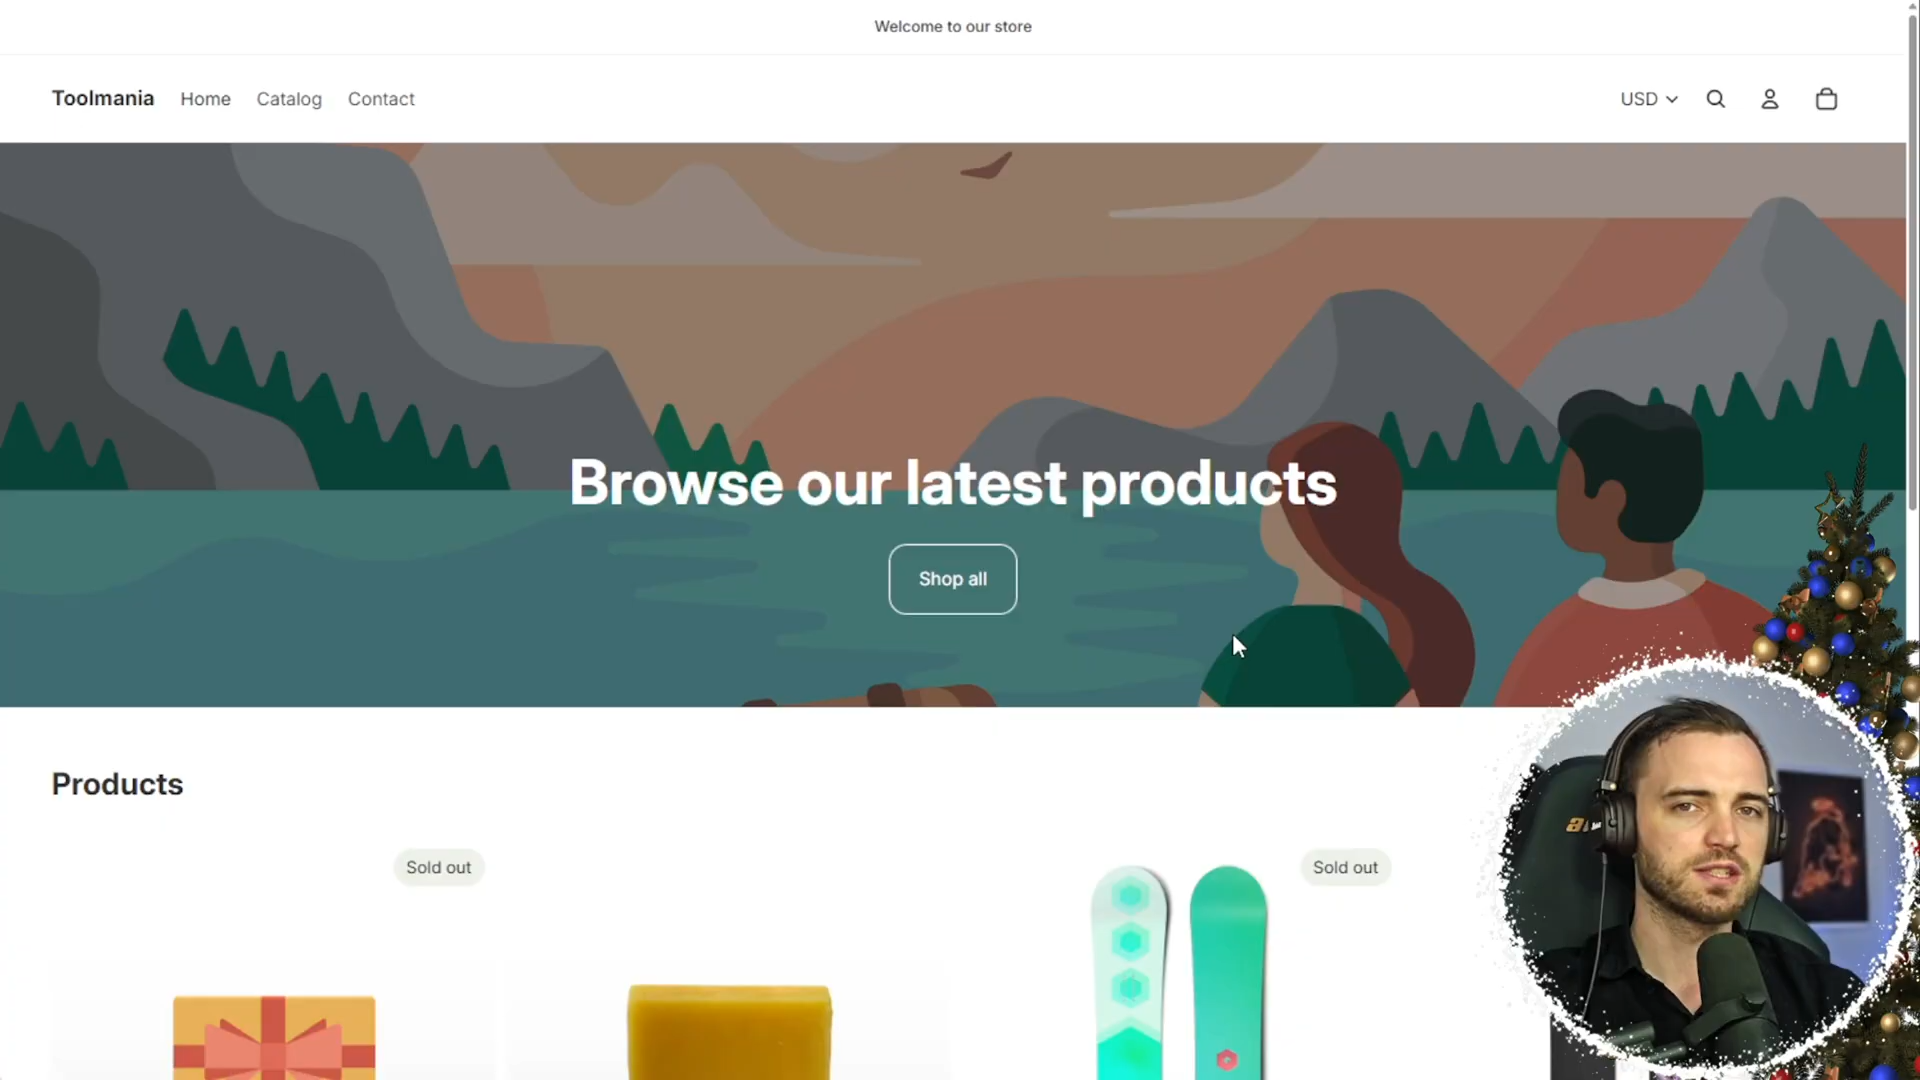 Welcome to our store
Toolmania Home Catalog Contact USD
Browse our latest products
Shop all
Products
Sold out
Sold out